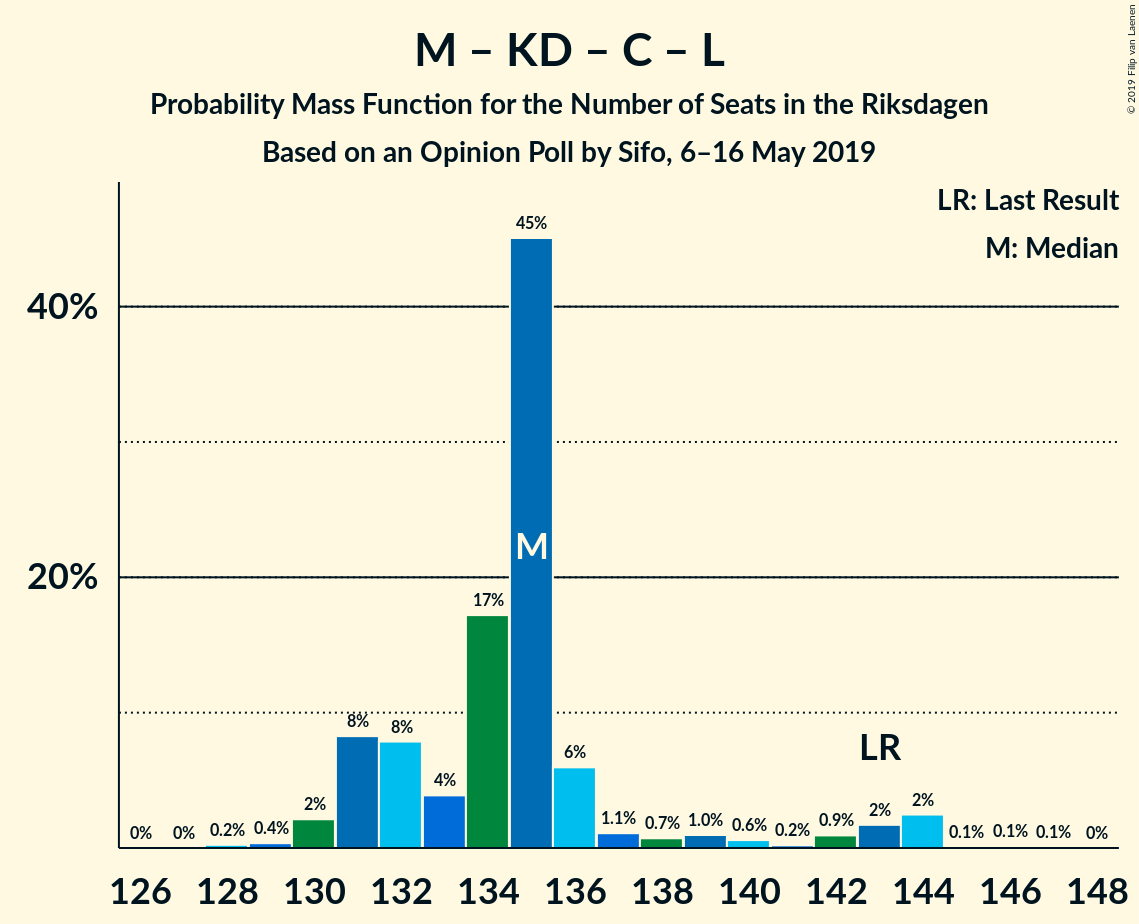 M – KD – C – L
Probability Mass Function for the Number of Seats in the Riksdagen
Based on an Opinion Poll by Sifo, 6–16 May 2019
© 2019 Filip van Laenen
LR: Last Result
M: Median
40%
20%
0%
0%
0.2%
0.4%
2%
8%
8%
4%
17%
45%
6%
1.1%
0.7%
1.0%
0.6%
0.2%
0.9%
2%
2%
0.1%
0.1%
0.1%
0%
M
LR
126 128 130 132 134 136 138 140 142 144 146 148